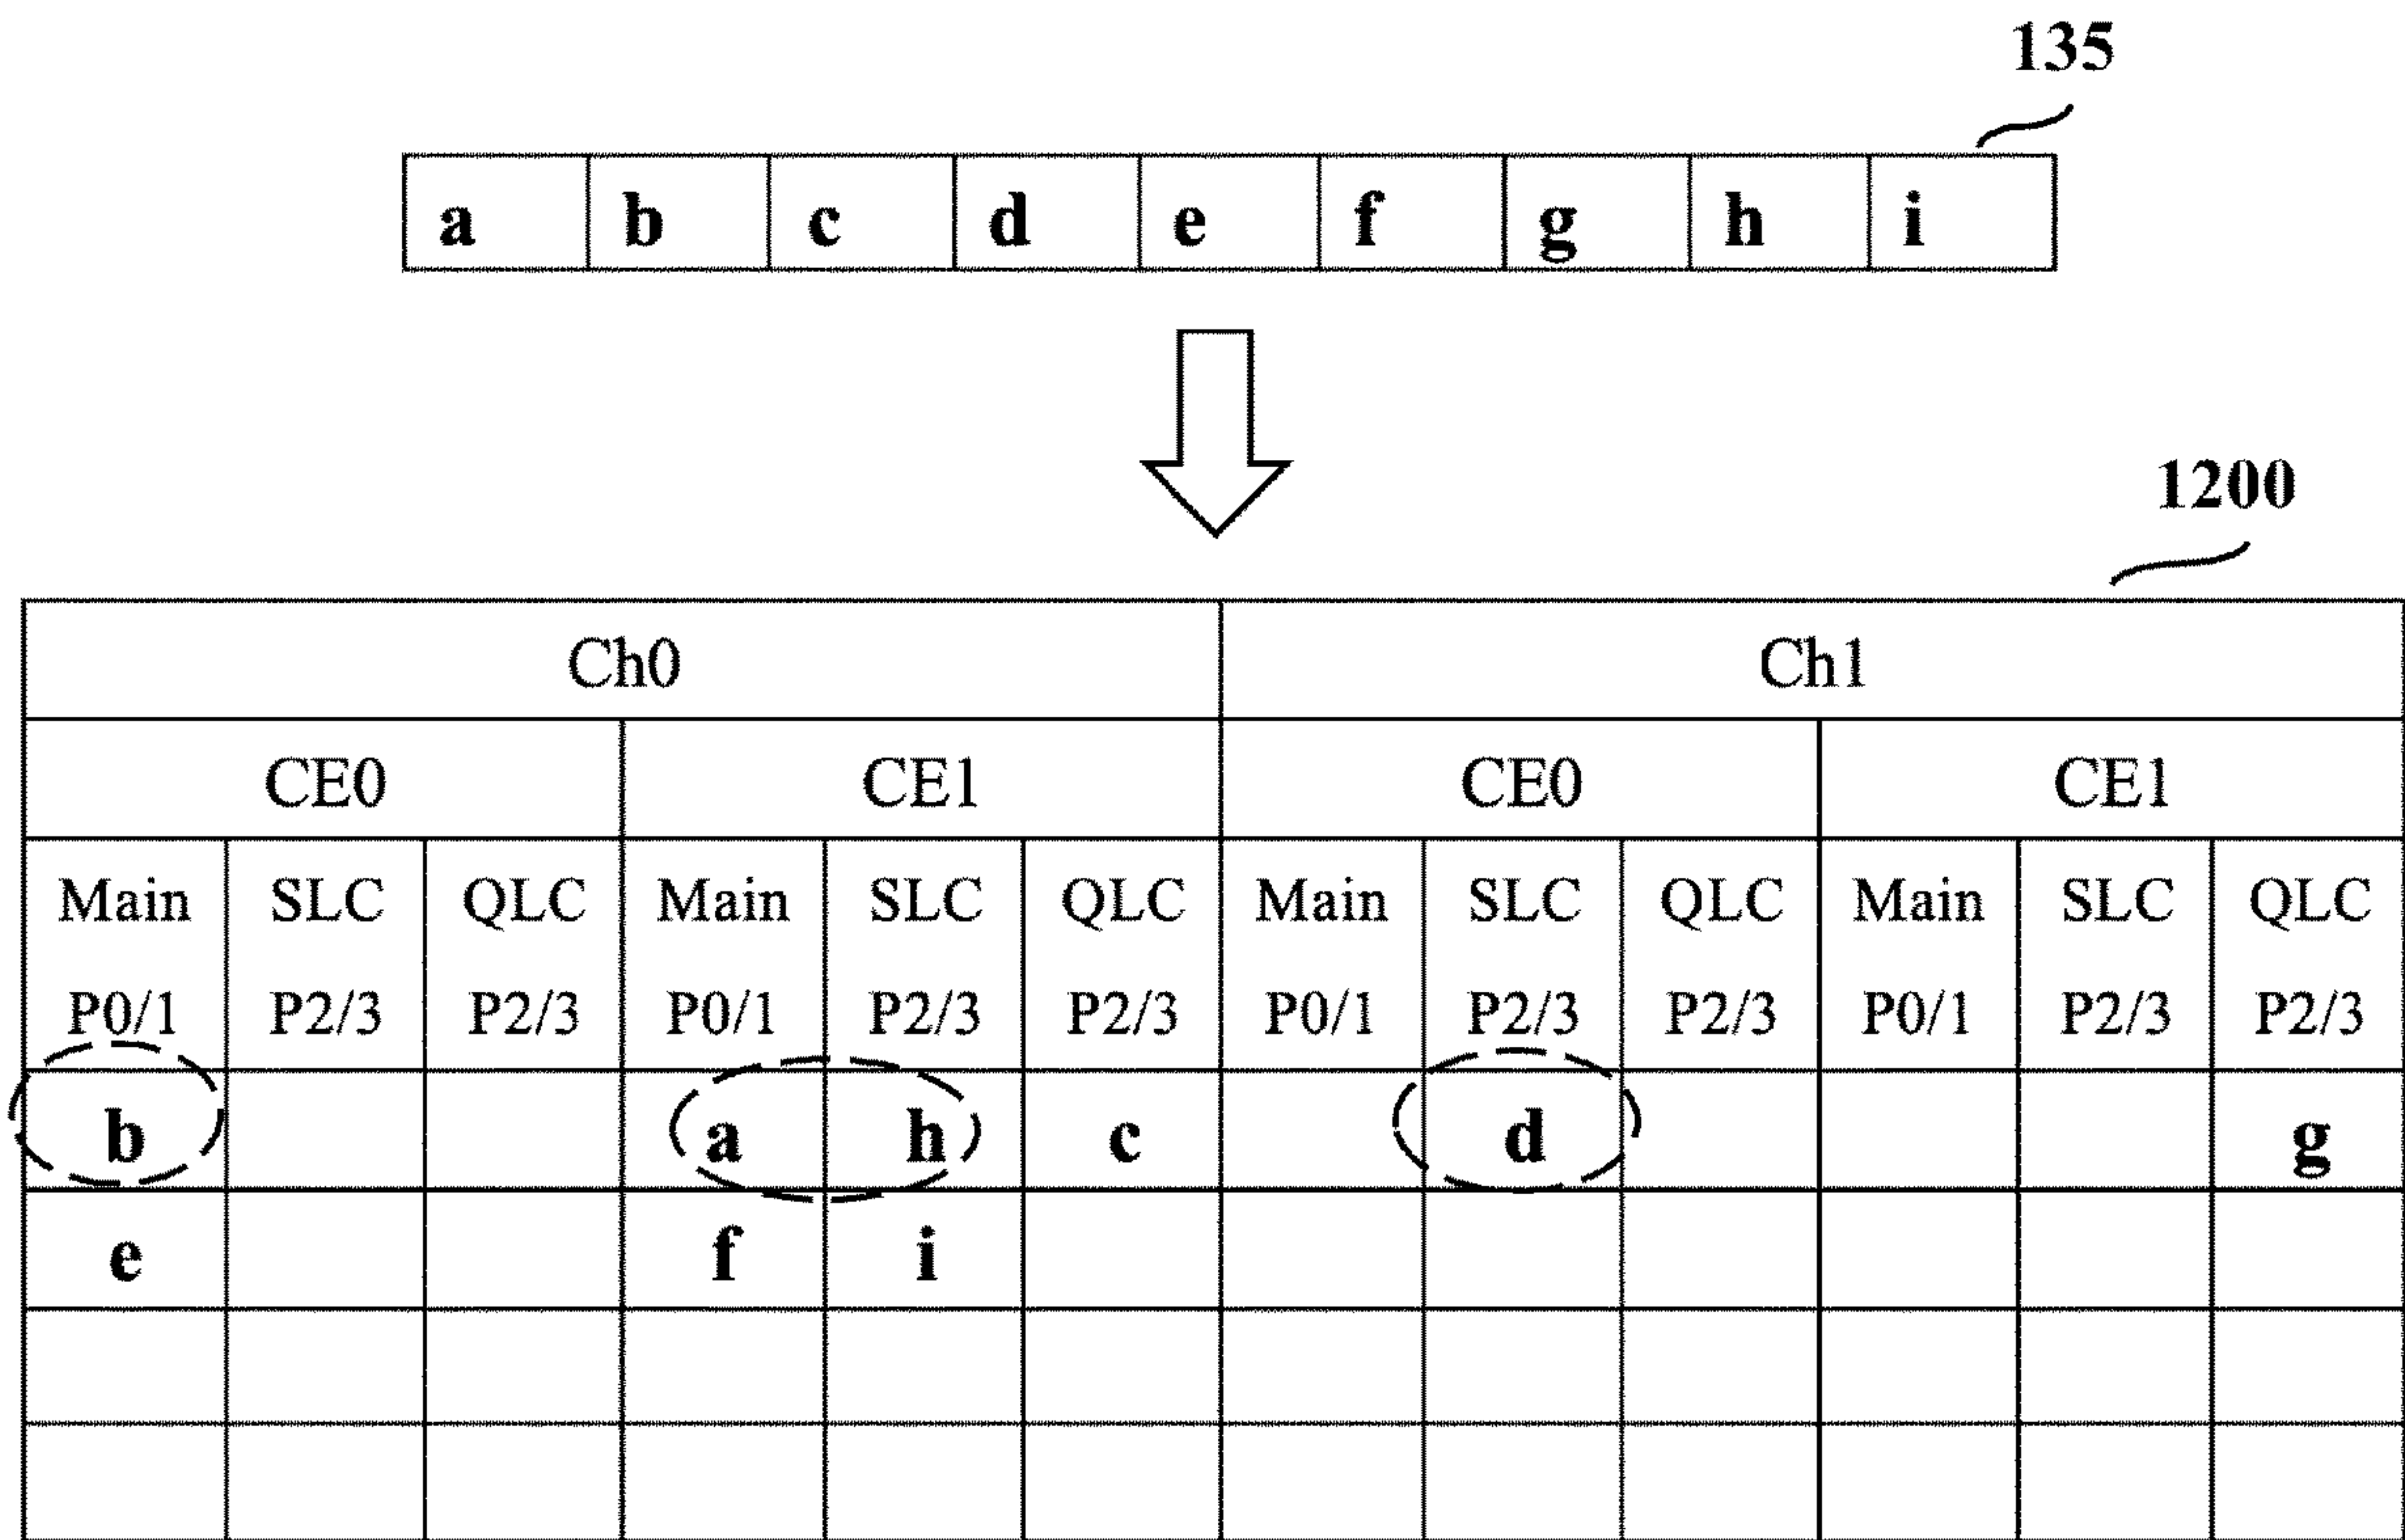 135
a b c d e f g h i
1200
Ch0 Ch1
CE0 CE1 CE0 CE1
Main SLC QLC Main SLC QLC Main SLC QLC Main SLC QLC
P0/1 P2/3 P2/3 P0/1 P2/3 P2/3 P0/1 P2/3 P2/3 P0/1 P2/3 P2/3
b a h c d g
e f i